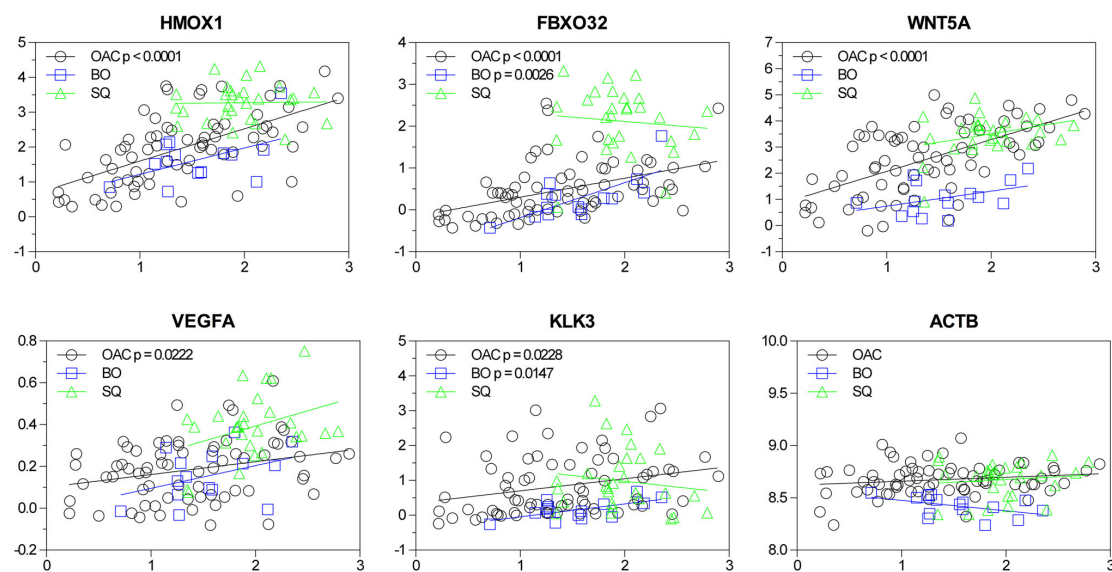 HMOX1
OAC p < 0.0001
BO
SQ
5
4
3
2
1
0
-1
0 1 2 3
FBXO32
OAC p < 0.0001
BO p = 0.0026
SQ
4
3
2
1
0
-1
0 1 2 3
WNT5A
OAC p < 0.0001
BO
SQ
7
6
5
4
3
2
1
0
-1
0 1 2 3
VEGFA
OAC p = 0.0222
BO
SQ
0.8
0.6
0.4
0.2
0.0
-0.2
0 1 2 3
KLK3
OAC p = 0.0228
BO p = 0.0147
SQ
5
4
3
2
1
0
-1
0 1 2 3
ACTB
OAC
BO
SQ
10.0
9.5
9.0
8.5
8.0
0 1 2 3